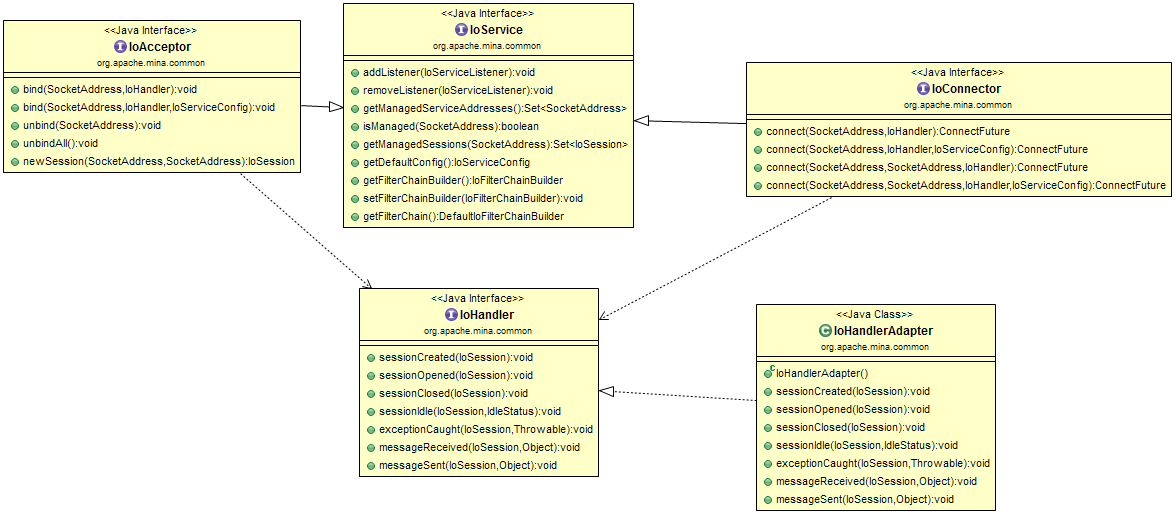 <<Java Interface>>
IoAcceptor
org.apache.mina.common
bind(SocketAddress,IoHandler):void
bind(SocketAddress,IoHandler,IoServiceConfig):void
unbind(SocketAddress):void
unbindAll():void
newSession(SocketAddress,SocketAddress):IoSession
<<Java Interface>>
IoService
org.apache.mina.common
addListener(IoServiceListener):void
removeListener(IoServiceListener):void
getManagedServiceAddresses():Set<SocketAddress>
isManaged(SocketAddress):boolean
getManagedSessions(SocketAddress):Set<IoSession>
getDefaultConfig():IoServiceConfig
getFilterChainBuilder():IoFilterChainBuilder
setFilterChainBuilder(IoFilterChainBuilder):void
getFilterChain():DefaultIoFilterChainBuilder
<<Java Interface>>
IoConnector
org.apache.mina.common
connect(SocketAddress,IoHandler):ConnectFuture
connect(SocketAddress,IoHandler,IoServiceConfig):ConnectFuture
connect(SocketAddress,SocketAddress,IoHandler):ConnectFuture
connect(SocketAddress,SocketAddress,IoHandler,IoServiceConfig):ConnectFuture
<<Java Interface>>
IoHandler
org.apache.mina.common
sessionCreated(IoSession):void
sessionOpened(IoSession):void
sessionClosed(IoSession):void
sessionIdle(IoSession,IdleStatus):void
exceptionCaught(IoSession,Throwable):void
messageReceived(IoSession,Object):void
messageSent(IoSession,Object):void
<<Java Class>>
IoHandlerAdapter
org.apache.mina.common
IoHandlerAdapter()
sessionCreated(IoSession):void
sessionOpened(IoSession):void
sessionClosed(IoSession):void
sessionIdle(IoSession,IdleStatus):void
exceptionCaught(IoSession,Throwable):void
messageReceived(IoSession,Object):void
messageSent(IoSession,Object):void